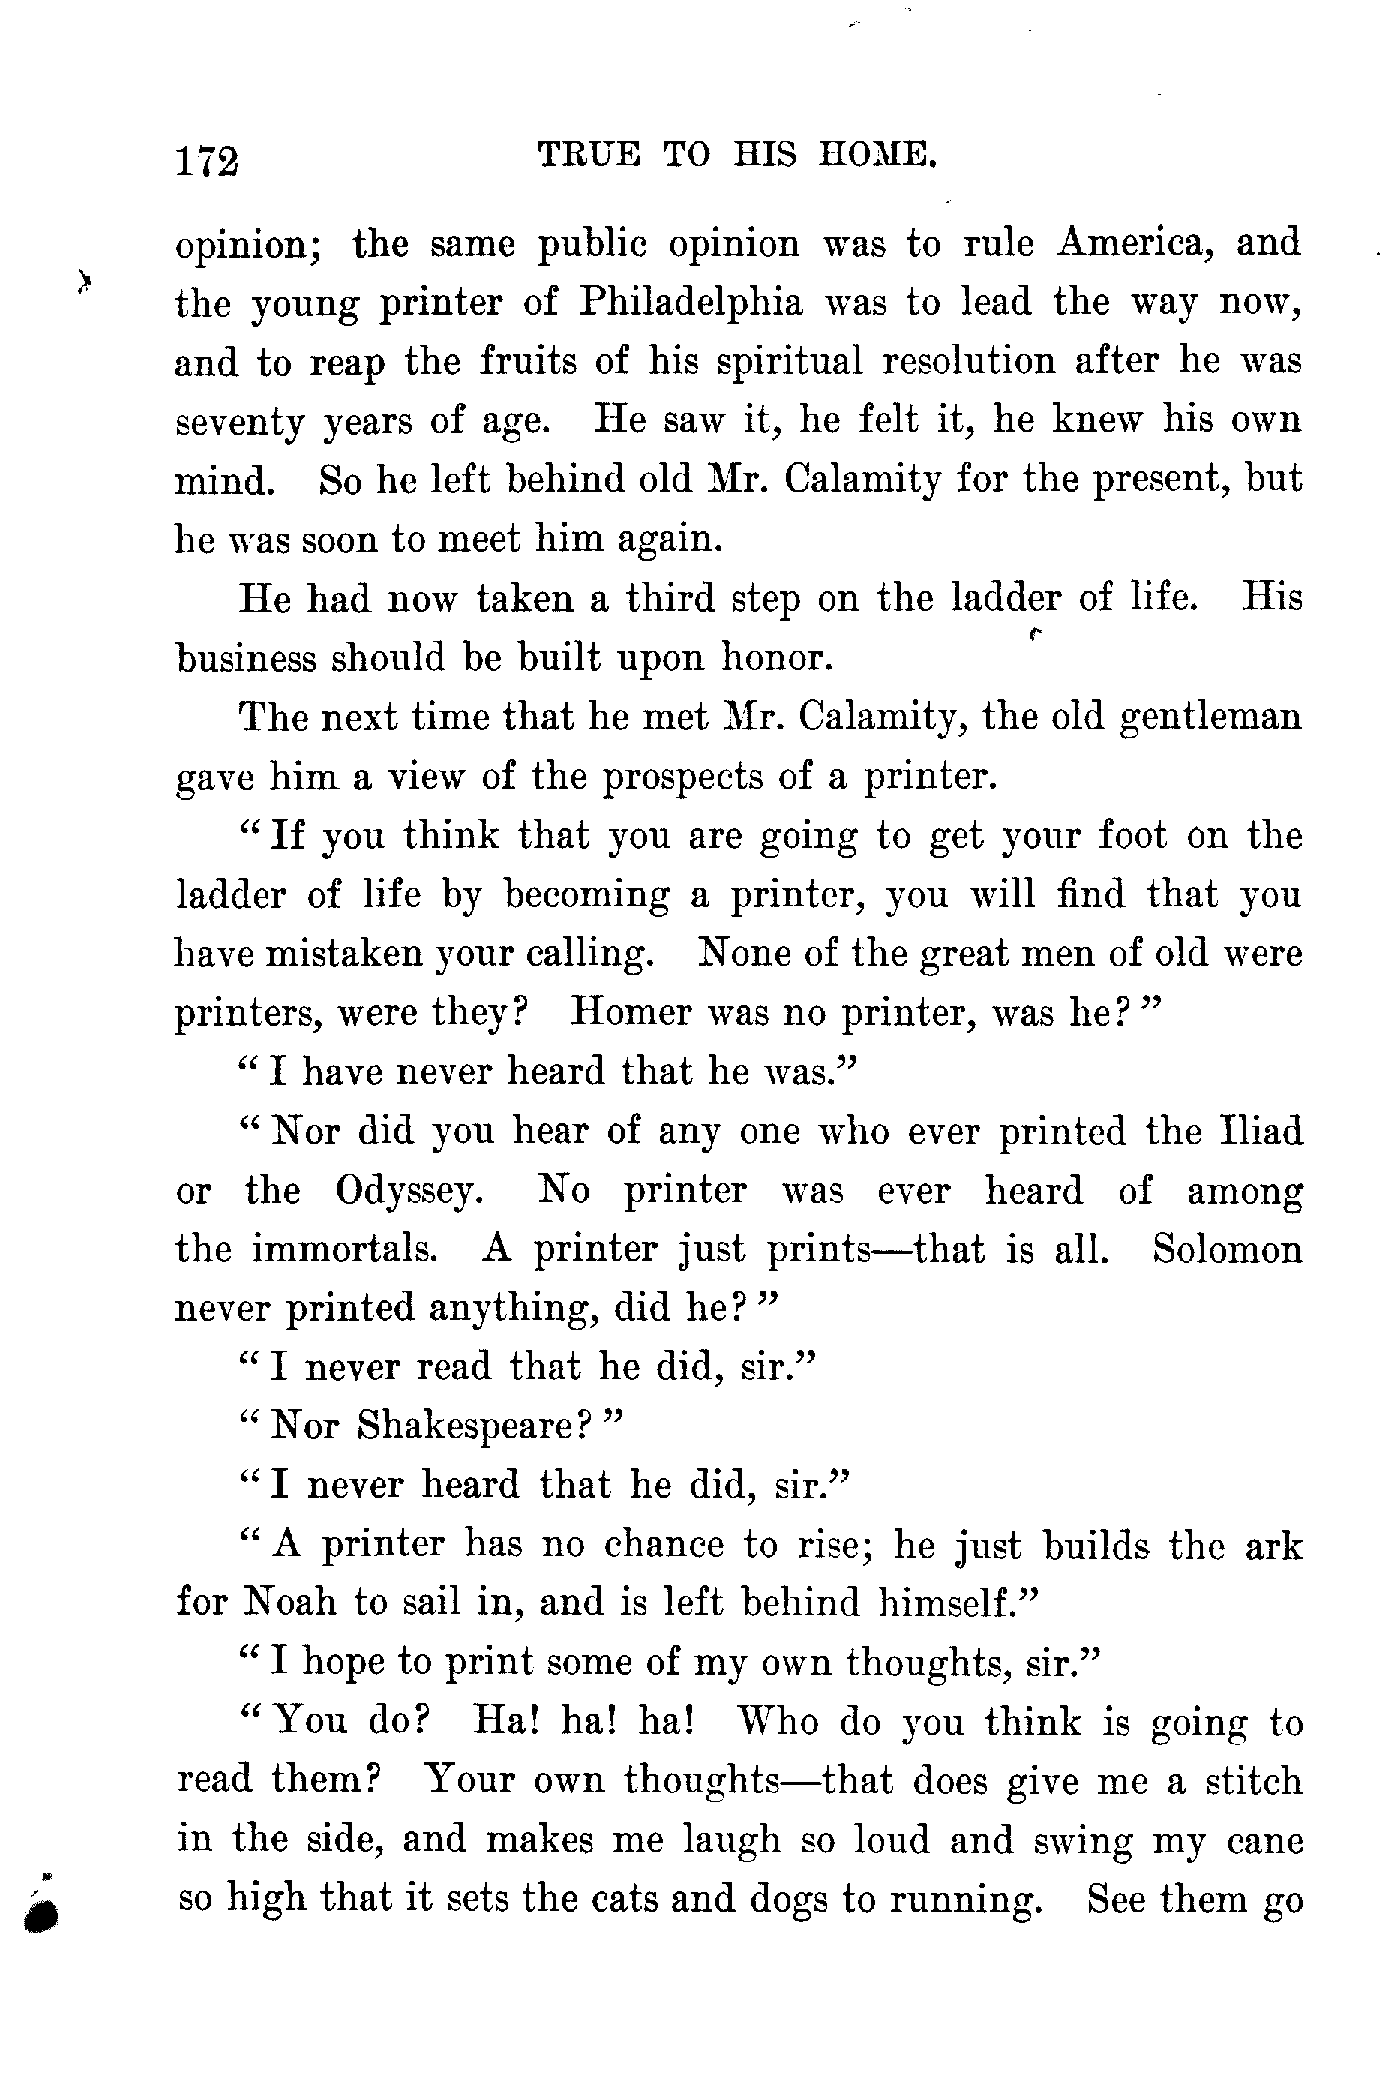 172 TRUE TO HIS HOME.
opinion; the same public opinion was to rule America, and
the young printer of Philadelphia was to lead the way now,
and to reap the fruits of his spiritual resolution after he was
seventy years of age. He saw it, he felt it, he knew his own
mind. So he left behind old Mr. Calamity for the present, but
he was soon to meet him again.
He had now taken a third step on the ladder of life. His
business should be built upon honor.
The next time that he met Mr. Calamity, the old gentleman
gave him a view of the prospects of a printer.
“If you think that you are going to get your foot on the
ladder of life by becoming a printer, you will find that you
have mistaken your calling. None of the great men of old were
printers, were they? Homer was no printer, was he?”
“I have never heard that he was.”
“Nor did you hear of any one who ever printed the Iliad
or the Odyssey. No printer was ever heard of among
the immortals. A printer just prints—that is all. Solomon
never printed anything, did he?”
“I never read that he did, sir.”
“Nor Shakespeare?”
“I never heard that he did, sir.”
“A printer has no chance to rise; he just builds the ark
for Noah to sail in, and is left behind himself.”
“I hope to print some of my own thoughts, sir.”
“You do? Ha! ha! ha! Who do you think is going to
read them? Your own thoughts—that does give me a stitch
in the side, and makes me laugh so loud and swing my cane
so high that it sets the cats and dogs to running. See them go